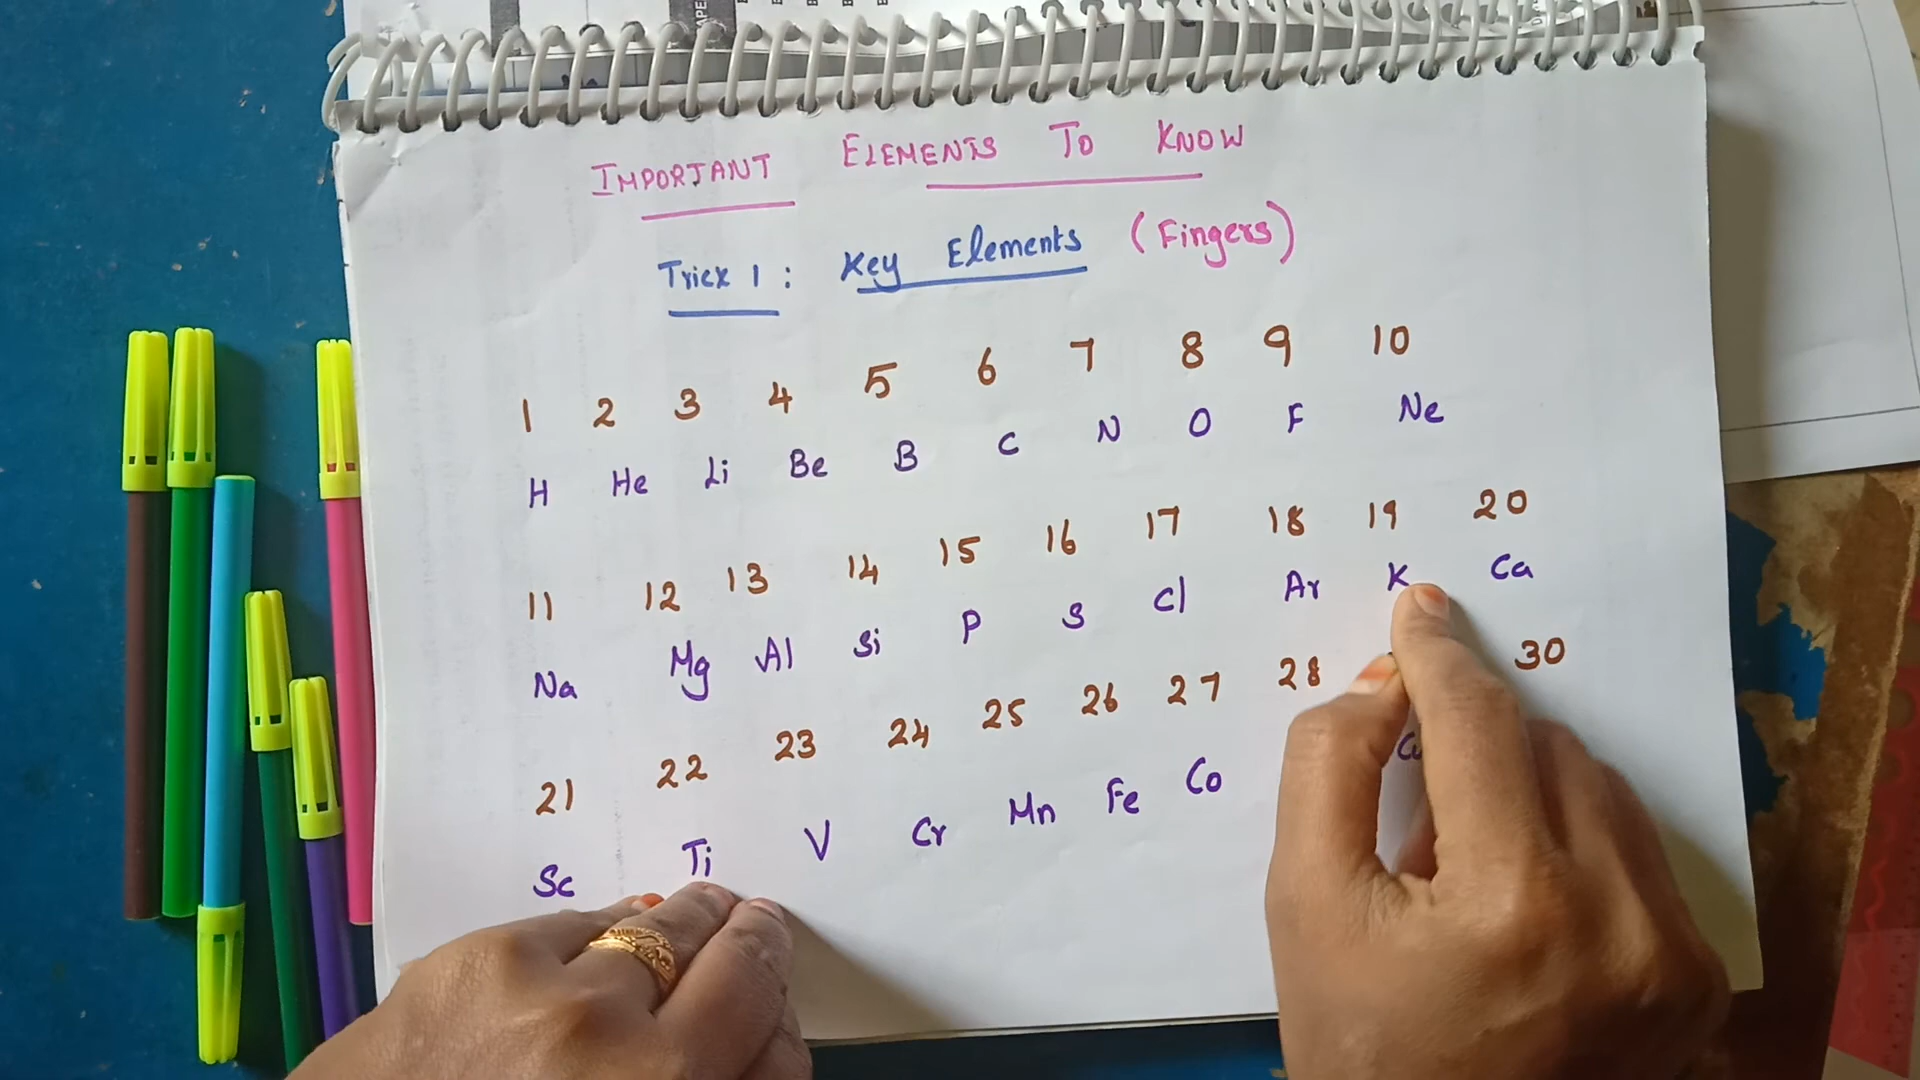 IMPORTANT ELEMENTS TO KNOW
Trick 1 : Key Elements (Fingers)
1 2 3 4 5 6 7 8 9 10
H He Li Be B C N O F Ne
11 12 13 14 15 16 17 18 19 20
Na Mg Al Si P S Cl Ar K Ca
21 22 23 24 25 26 27 28 30
Sc Ti V Cr Mn Fe Co Cu